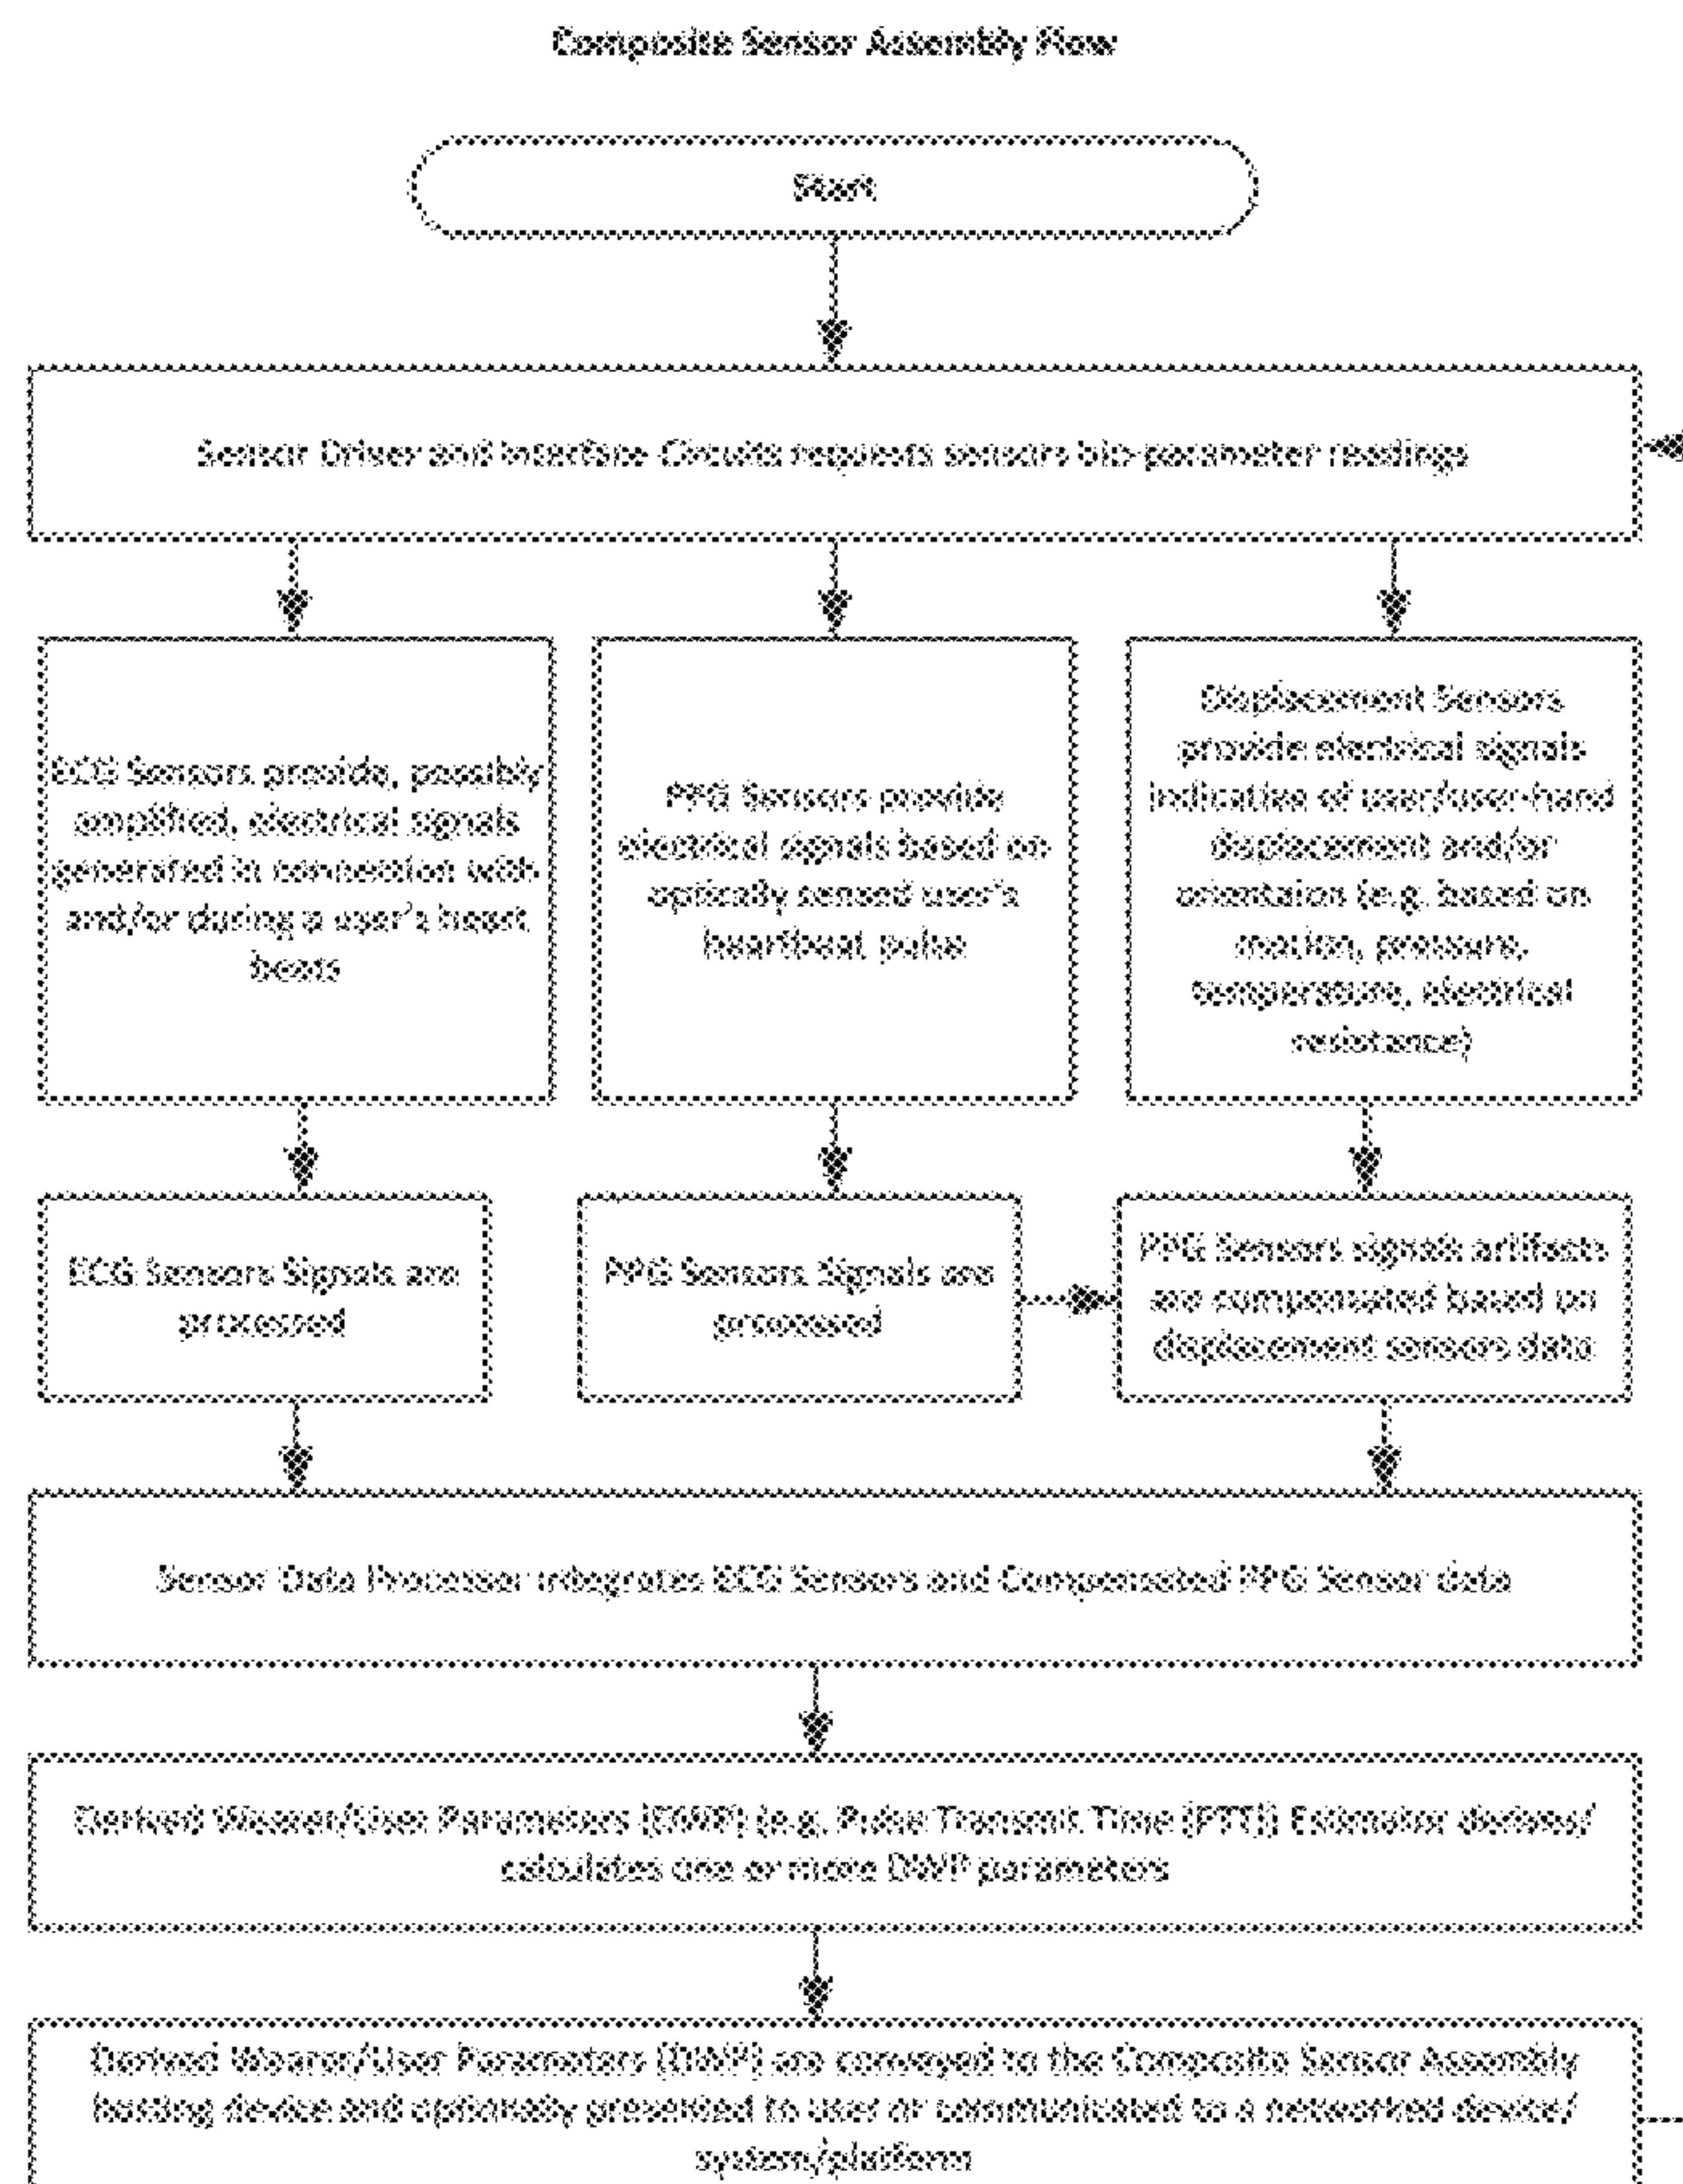 Composite Sensor Assembly Flow
Start
Sensor Driver and Interface Circuits requests sensors bio-parameter readings
ECG Sensors provide, possibly
amplified, electrical signals
generated in connection with
and/or during a user's heart
beats
PPG Sensors provide
electrical signals based on
optically sensed user's
heartbeat pulse
Displacement Sensors
provide electrical signals
indicative of user/user-hand
displacement and/or
orientaion (e.g. based on
motion, pressure,
temperature, electrical
resistance)
ECG Sensors Signals are
processed
PPG Sensors Signals are
processed
PPG Sensors signals artifacts
are compensated based on
displacement sensors data
Sensor Data Processor integrates ECG Sensors and Compensated PPG Sensor data
Derived Wearer/User Parameters (DWP) (e.g. Pulse Transmit Time (PTT)) Estimator derives/
calculates one or more DWP parameters
Derived Wearer/User Parameters (DWP) are conveyed to the Composite Sensor Assembly
hosting device and optionally presented to user or communicated to a networked device/
system/platform